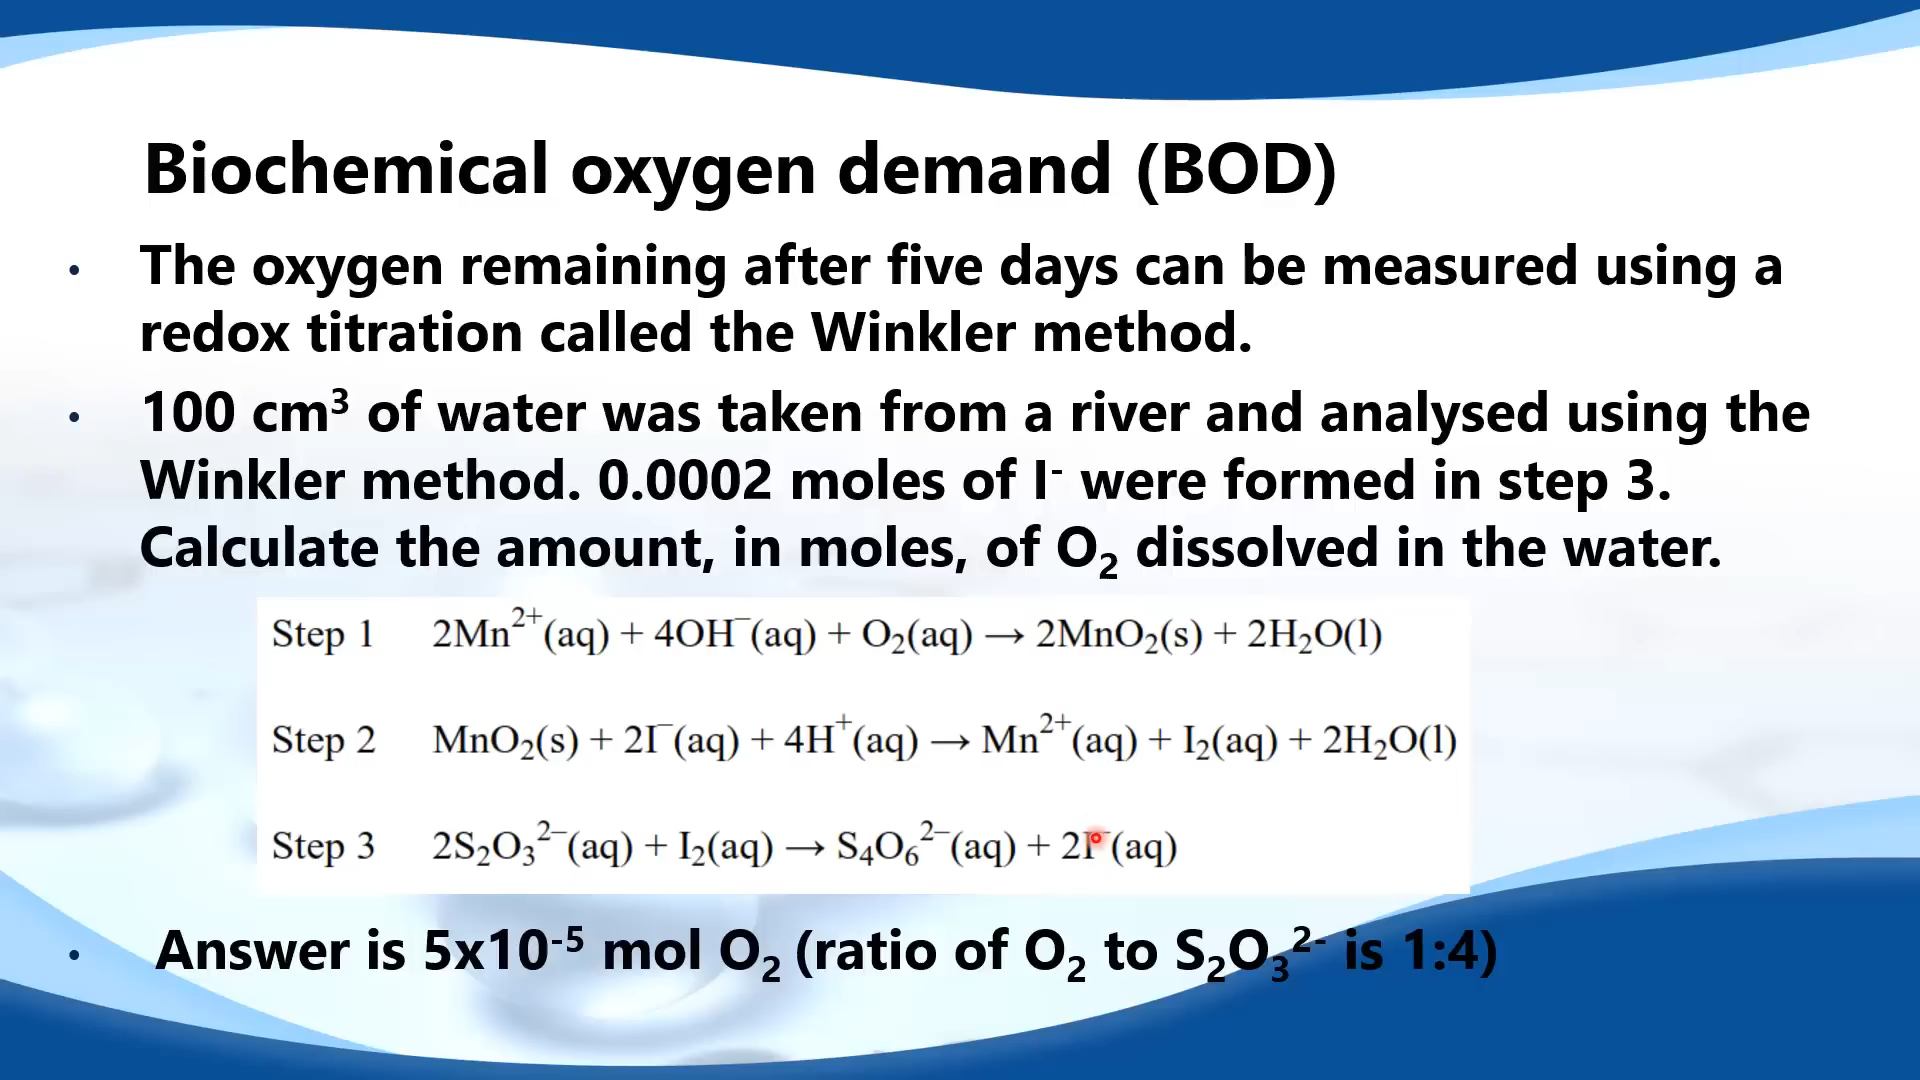 Biochemical oxygen demand (BOD)
• The oxygen remaining after five days can be measured using a
redox titration called the Winkler method.
• 100 cm³ of water was taken from a river and analysed using the
Winkler method. 0.0002 moles of I⁻ were formed in step 3.
Calculate the amount, in moles, of O₂ dissolved in the water.
Step 1 2Mn²⁺(aq) + 4OH⁻(aq) + O₂(aq) → 2MnO₂(s) + 2H₂O(l)
Step 2 MnO₂(s) + 2I⁻(aq) + 4H⁺(aq) → Mn²⁺(aq) + I₂(aq) + 2H₂O(l)
Step 3 2S₂O₃²⁻(aq) + I₂(aq) → S₄O₆²⁻(aq) + 2I⁻(aq)
• Answer is 5x10⁻⁵ mol O₂ (ratio of O₂ to S₂O₃²⁻ is 1:4)